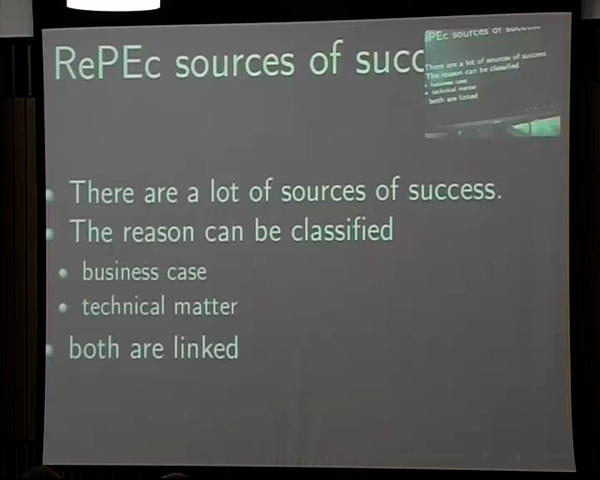 RePEc sources of succ
PEc sources of success
There are a lot of sources of success
The reason can be classified
business case
technical matter
both are linked
There are a lot of sources of success.
The reason can be classified
business case
technical matter
both are linked